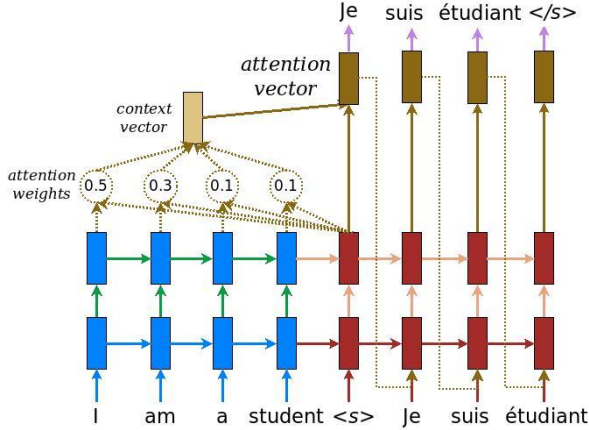 Je suis étudiant </s>
attention
vector
context
vector
attention
weights
0.5 0.3 0.1 0.1
I am a student <s> Je suis étudiant